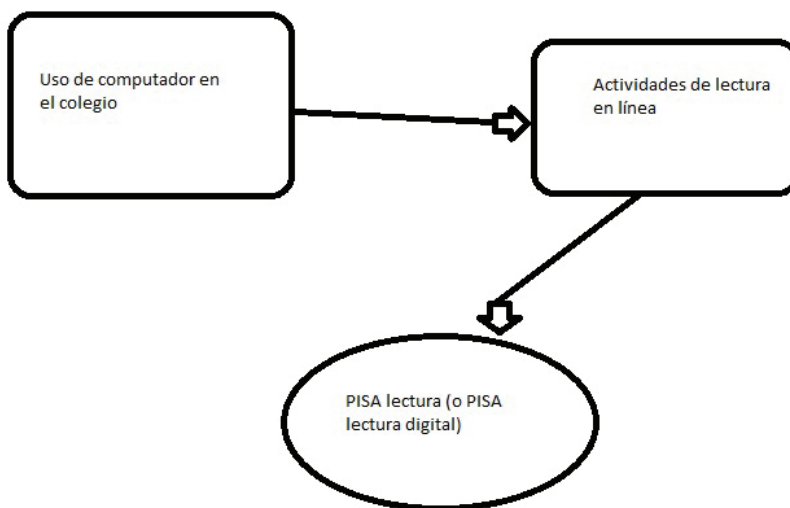 Uso de computador en
el colegio
Actividades de lectura
en línea
PISA lectura (o PISA
lectura digital)